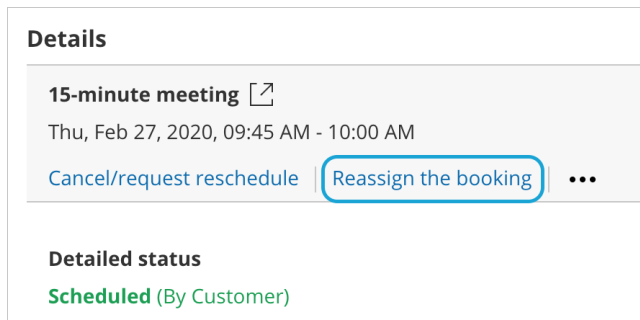 Details
15-minute meeting
Thu, Feb 27, 2020, 09:45 AM - 10:00 AM
Cancel/request reschedule | Reassign the booking | •••
Detailed status
Scheduled (By Customer)